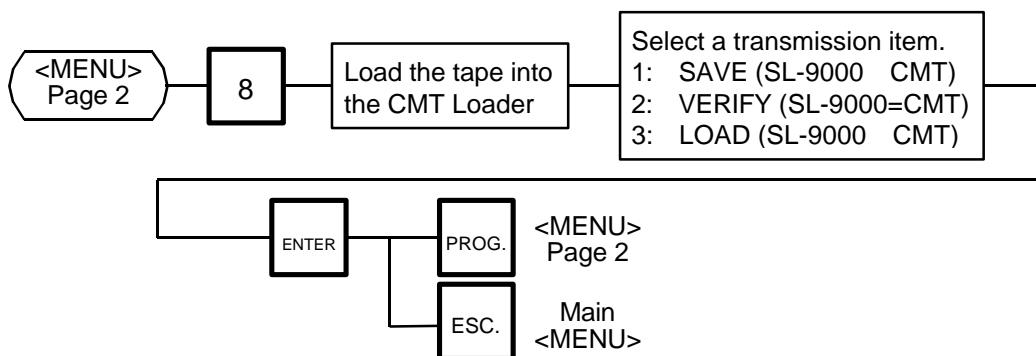 <MENU>
Page 2
8
Load the tape into
the CMT Loader
Select a transmission item.
1: SAVE (SL-9000 CMT)
2: VERIFY (SL-9000=CMT)
3: LOAD (SL-9000 CMT)
ENTER
PROG.
<MENU>
Page 2
ESC.
Main
<MENU>